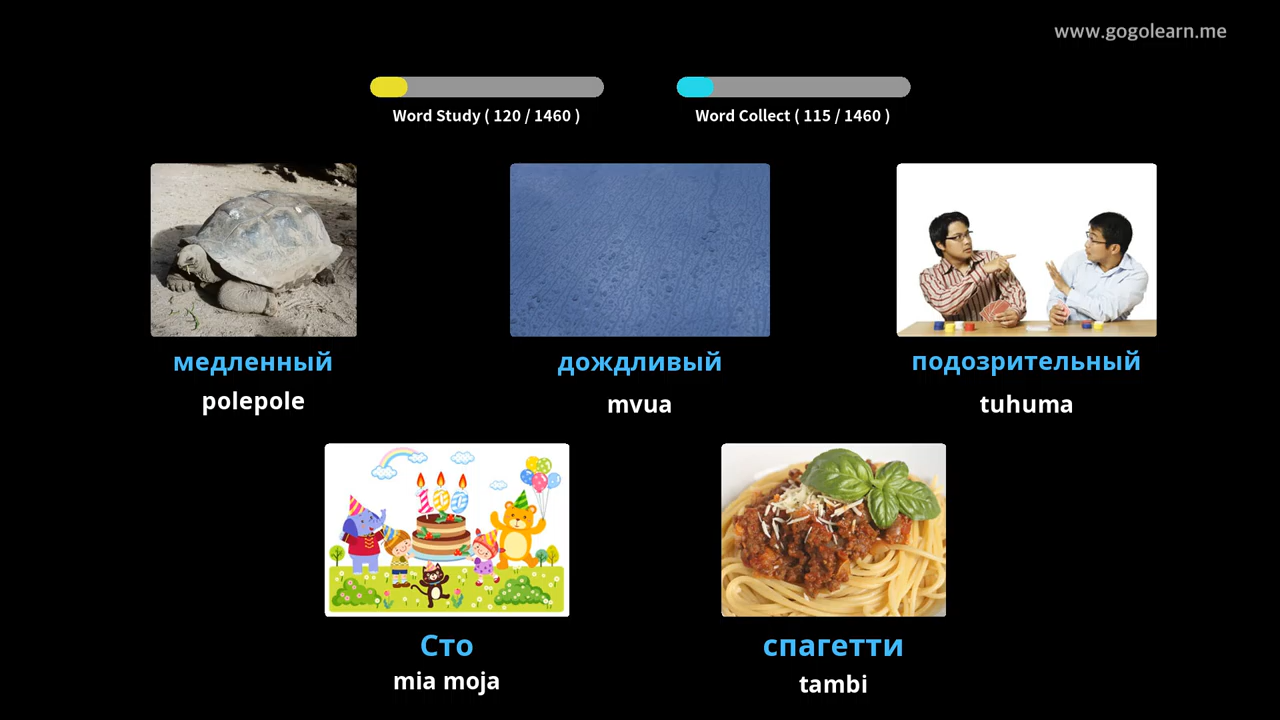 www.gogolearn.me
Word Study ( 120 / 1460 )
Word Collect ( 115 / 1460 )
медленный
polepole
дождливый
mvua
подозрительный
tuhuma
100
Сто
mia moja
спагетти
tambi